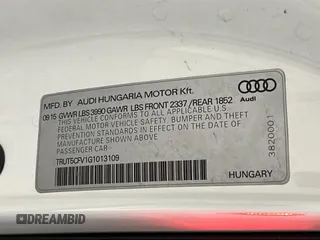 MFD. BY AUDI HUNGARIA MOTOR Kft.
09/15 GVWR LBS 3990 GAWR LBS FRONT 2337 / REAR 1852
THIS VEHICLE CONFORMS TO ALL APPLICABLE U.S.
FEDERAL MOTOR VEHICLE SAFETY, BUMPER AND THEFT
PREVENTION STANDARDS IN EFFECT ON THE DATE OF
MANUFACTURE SHOWN ABOVE.
PASSENGER CAR
TRUT5CFV1G1013109
Audi
3820001
HUNGARY
DREAMBID